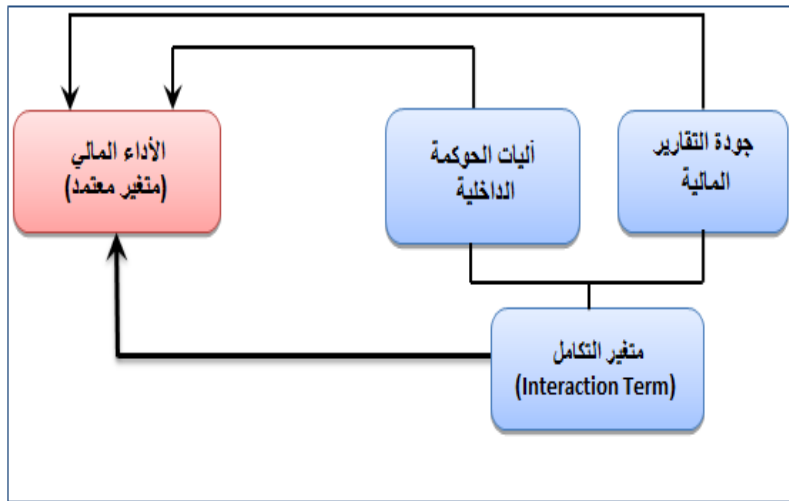 جودة التقارير
المالية
أليات الحوكمة
الداخلية
الأداء المالي
(متغير معتمد)
متغير التكامل
(Interaction Term)